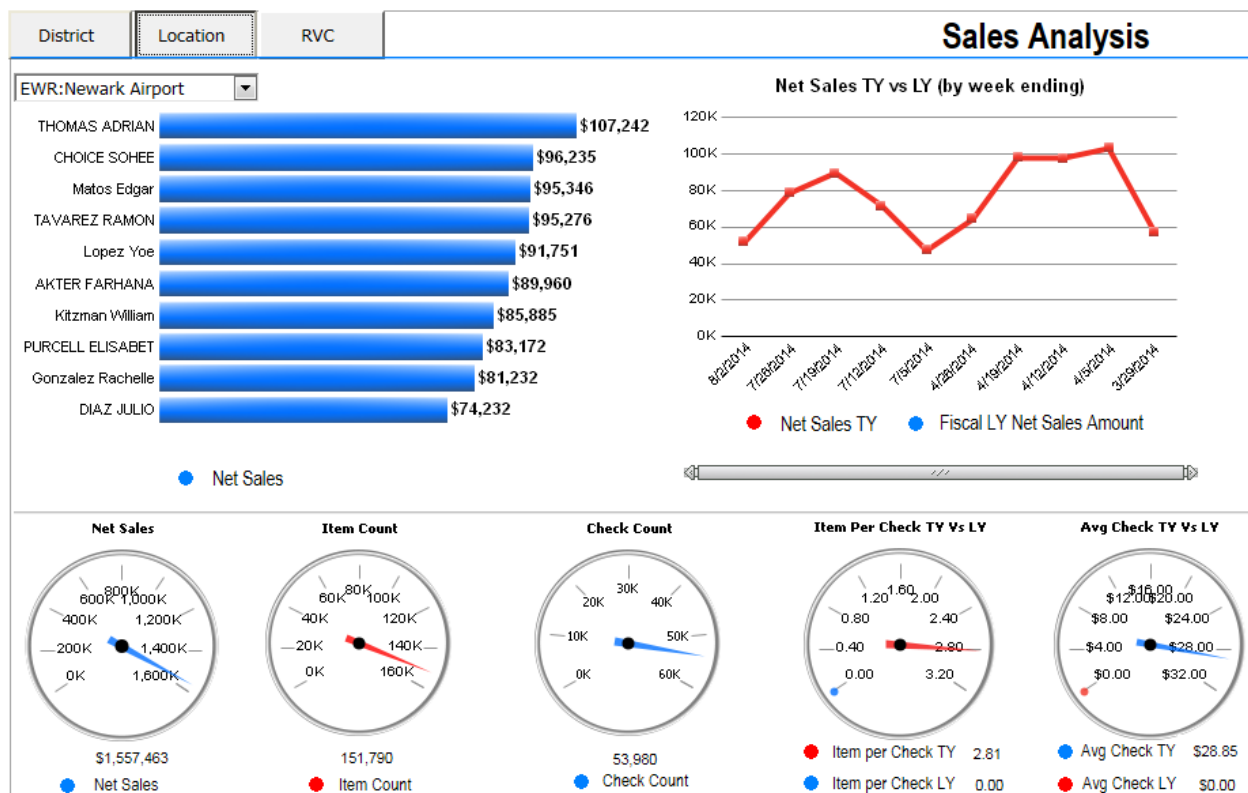 District
Location
RVC
Sales Analysis
EWR:Newark Airport
THOMAS ADRIAN $107,242
CHOICE SOHEE $96,235
Matos Edgar $95,346
TAVAREZ RAMON $95,276
Lopez Yoe $91,751
AKTER FARHANA $89,960
Kitzman William $85,885
PURCELL ELISABET $83,172
Gonzalez Rachelle $81,232
DIAZ JULIO $74,232
Net Sales
Net Sales TY vs LY (by week ending)
120K
100K
80K
60K
40K
20K
0K
8/2/2014 7/26/2014 7/19/2014 7/12/2014 7/5/2014 4/26/2014 4/19/2014 4/12/2014 4/5/2014 3/29/2014
Net Sales TY Fiscal LY Net Sales Amount
Net Sales
0K 200K 400K 600K 800K 1,000K 1,200K 1,400K 1,600K
$1,557,463
Net Sales
Item Count
0K 20K 40K 60K 80K 100K 120K 140K 160K
151,790
Item Count
Check Count
0K 10K 20K 30K 40K 50K 60K
53,980
Check Count
Item Per Check TY Vs LY
0.00 0.40 0.80 1.20 1.60 2.00 2.40 2.80 3.20
Item per Check TY 2.81
Item per Check LY 0.00
Avg Check TY Vs LY
$0.00 $4.00 $8.00 $12.00 $16.00 $20.00 $24.00 $28.00 $32.00
Avg Check TY $28.85
Avg Check LY $0.00